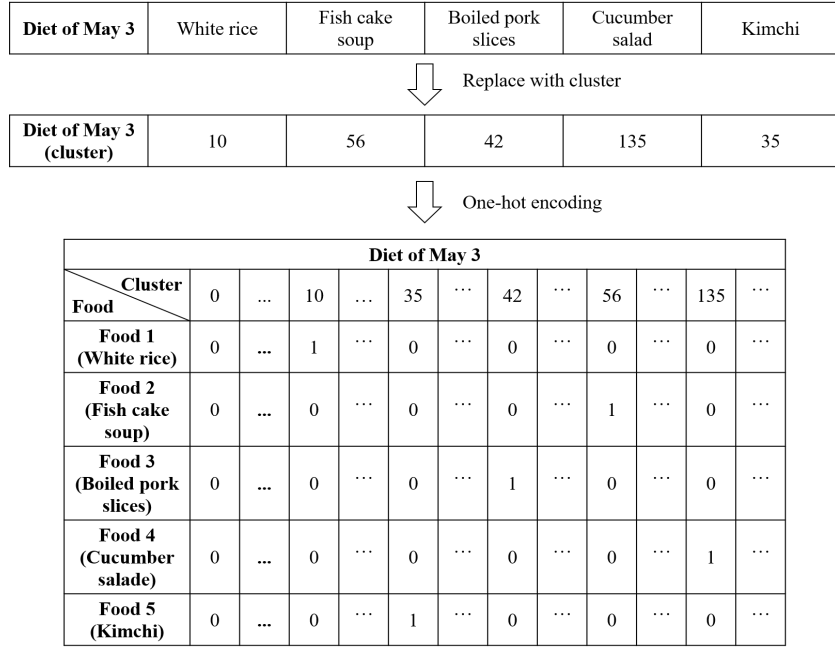 Diet of May 3 White rice Fish cake soup Boiled pork slices Cucumber salad Kimchi
Replace with cluster
Diet of May 3 (cluster) 10 56 42 135 35
One-hot encoding
Diet of May 3
Cluster
Food
0 ... 10 … 35 … 42 … 56 … 135 …
Food 1
(White rice)
0 ... 1 … 0 … 0 … 0 … 0 …
Food 2
(Fish cake
soup)
0 ... 0 … 0 … 0 … 1 … 0 …
Food 3
(Boiled pork
slices)
0 ... 0 … 0 … 1 … 0 … 0 …
Food 4
(Cucumber
salade)
0 ... 0 … 0 … 0 … 0 … 1 …
Food 5
(Kimchi)
0 ... 0 … 1 … 0 … 0 … 0 …